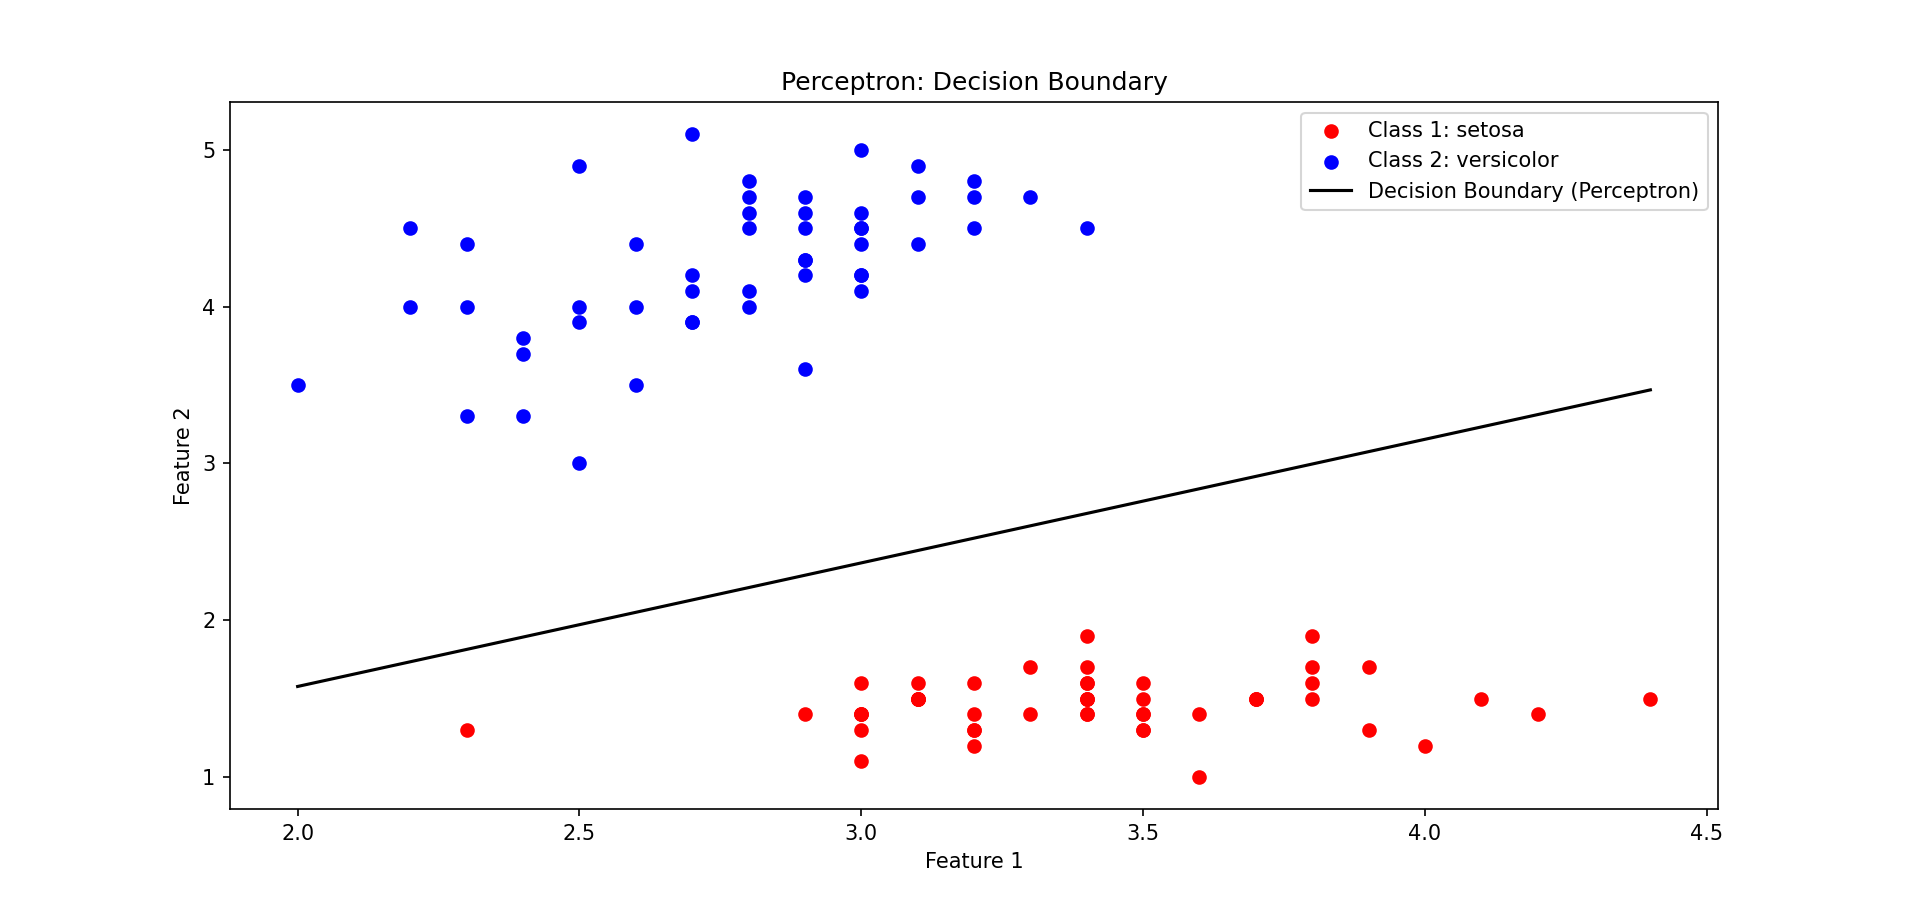 Perceptron: Decision Boundary
Class 1: setosa
Class 2: versicolor
Decision Boundary (Perceptron)
Feature 2
5
4
3
2
1
2.0 2.5 3.0 3.5 4.0 4.5
Feature 1